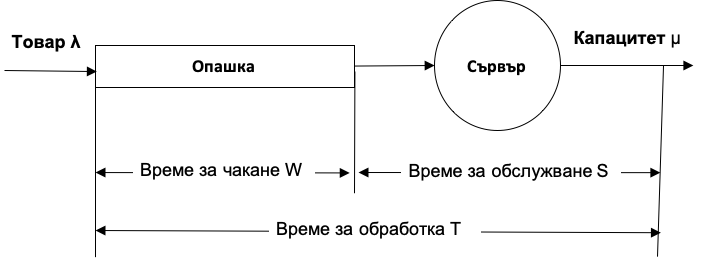 Товар λ
Капацитет μ
Опашка
Сървър
Време за чакане W
Време за обслужване S
Време за обработка T